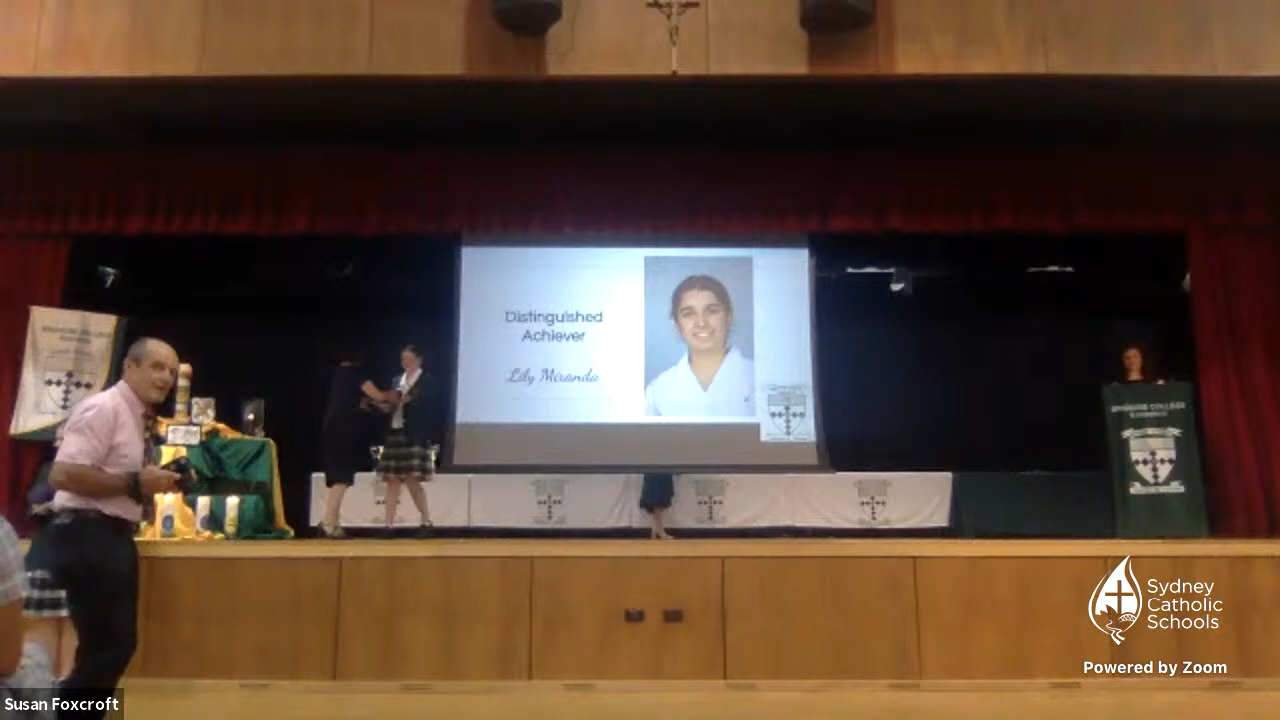 Distinguished
Achiever
Lily Miranda
Sydney
Catholic
Schools
Powered by Zoom
Susan Foxcroft